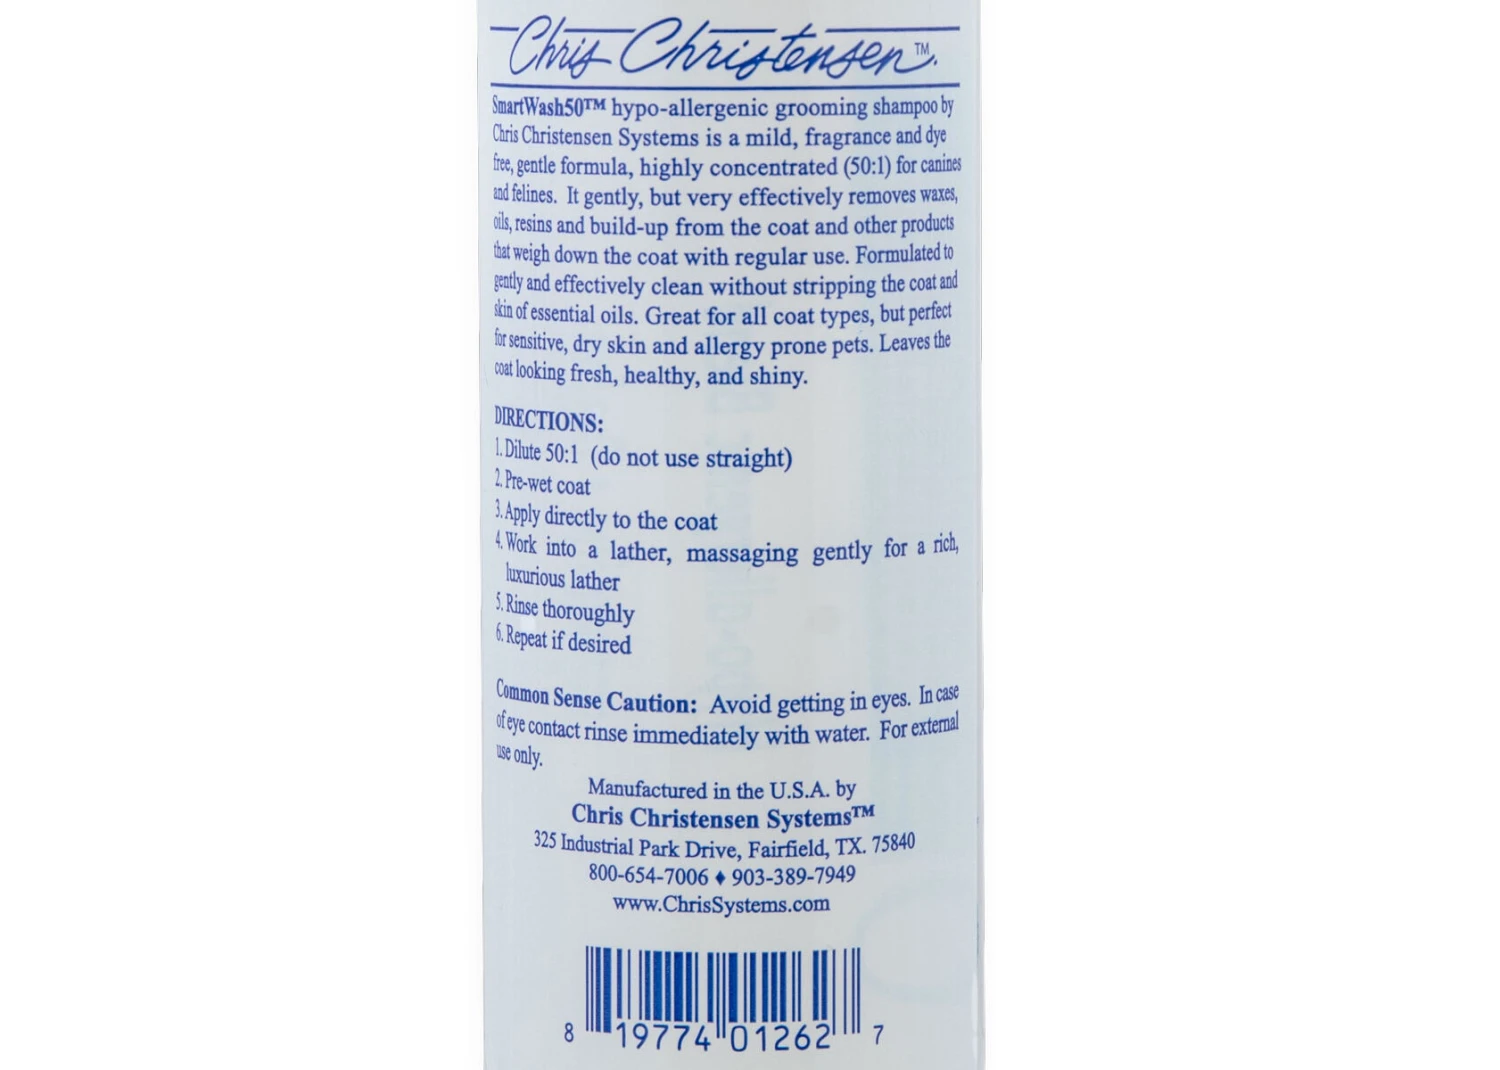 Chris Christensen™.
SmartWash50™ hypo-allergenic grooming shampoo by
Chris Christensen Systems is a mild, fragrance and dye
free, gentle formula, highly concentrated (50:1) for canines
and felines. It gently, but very effectively removes waxes,
oils, resins and build-up from the coat and other products
that weigh down the coat with regular use. Formulated to
gently and effectively clean without stripping the coat and
skin of essential oils. Great for all coat types, but perfect
for sensitive, dry skin and allergy prone pets. Leaves the
coat looking fresh, healthy, and shiny.
DIRECTIONS:
1. Dilute 50:1 (do not use straight)
2. Pre-wet coat
3. Apply directly to the coat
4. Work into a lather, massaging gently for a rich,
luxurious lather
5. Rinse thoroughly
6. Repeat if desired
Common Sense Caution: Avoid getting in eyes. In case
of eye contact rinse immediately with water. For external
use only.
Manufactured in the U.S.A. by
Chris Christensen Systems™
325 Industrial Park Drive, Fairfield, TX. 75840
800-654-7006 ♦ 903-389-7949
www.ChrisSystems.com
8 19774 01262 7